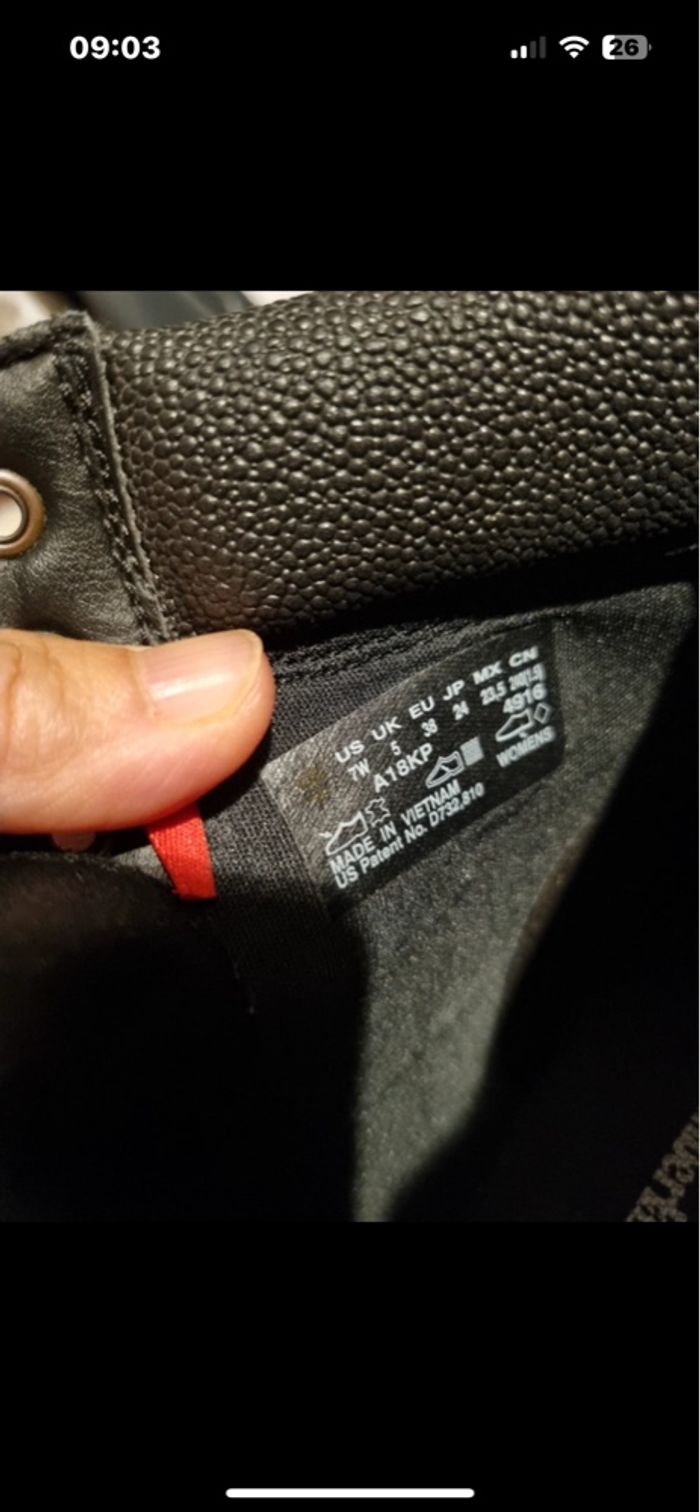 09:03
26
US UK EU JP MX CN
7W 5 38 24 23.5
A18KP 4916
WOMENS
MADE IN VIETNAM
US Patent No. D732,810